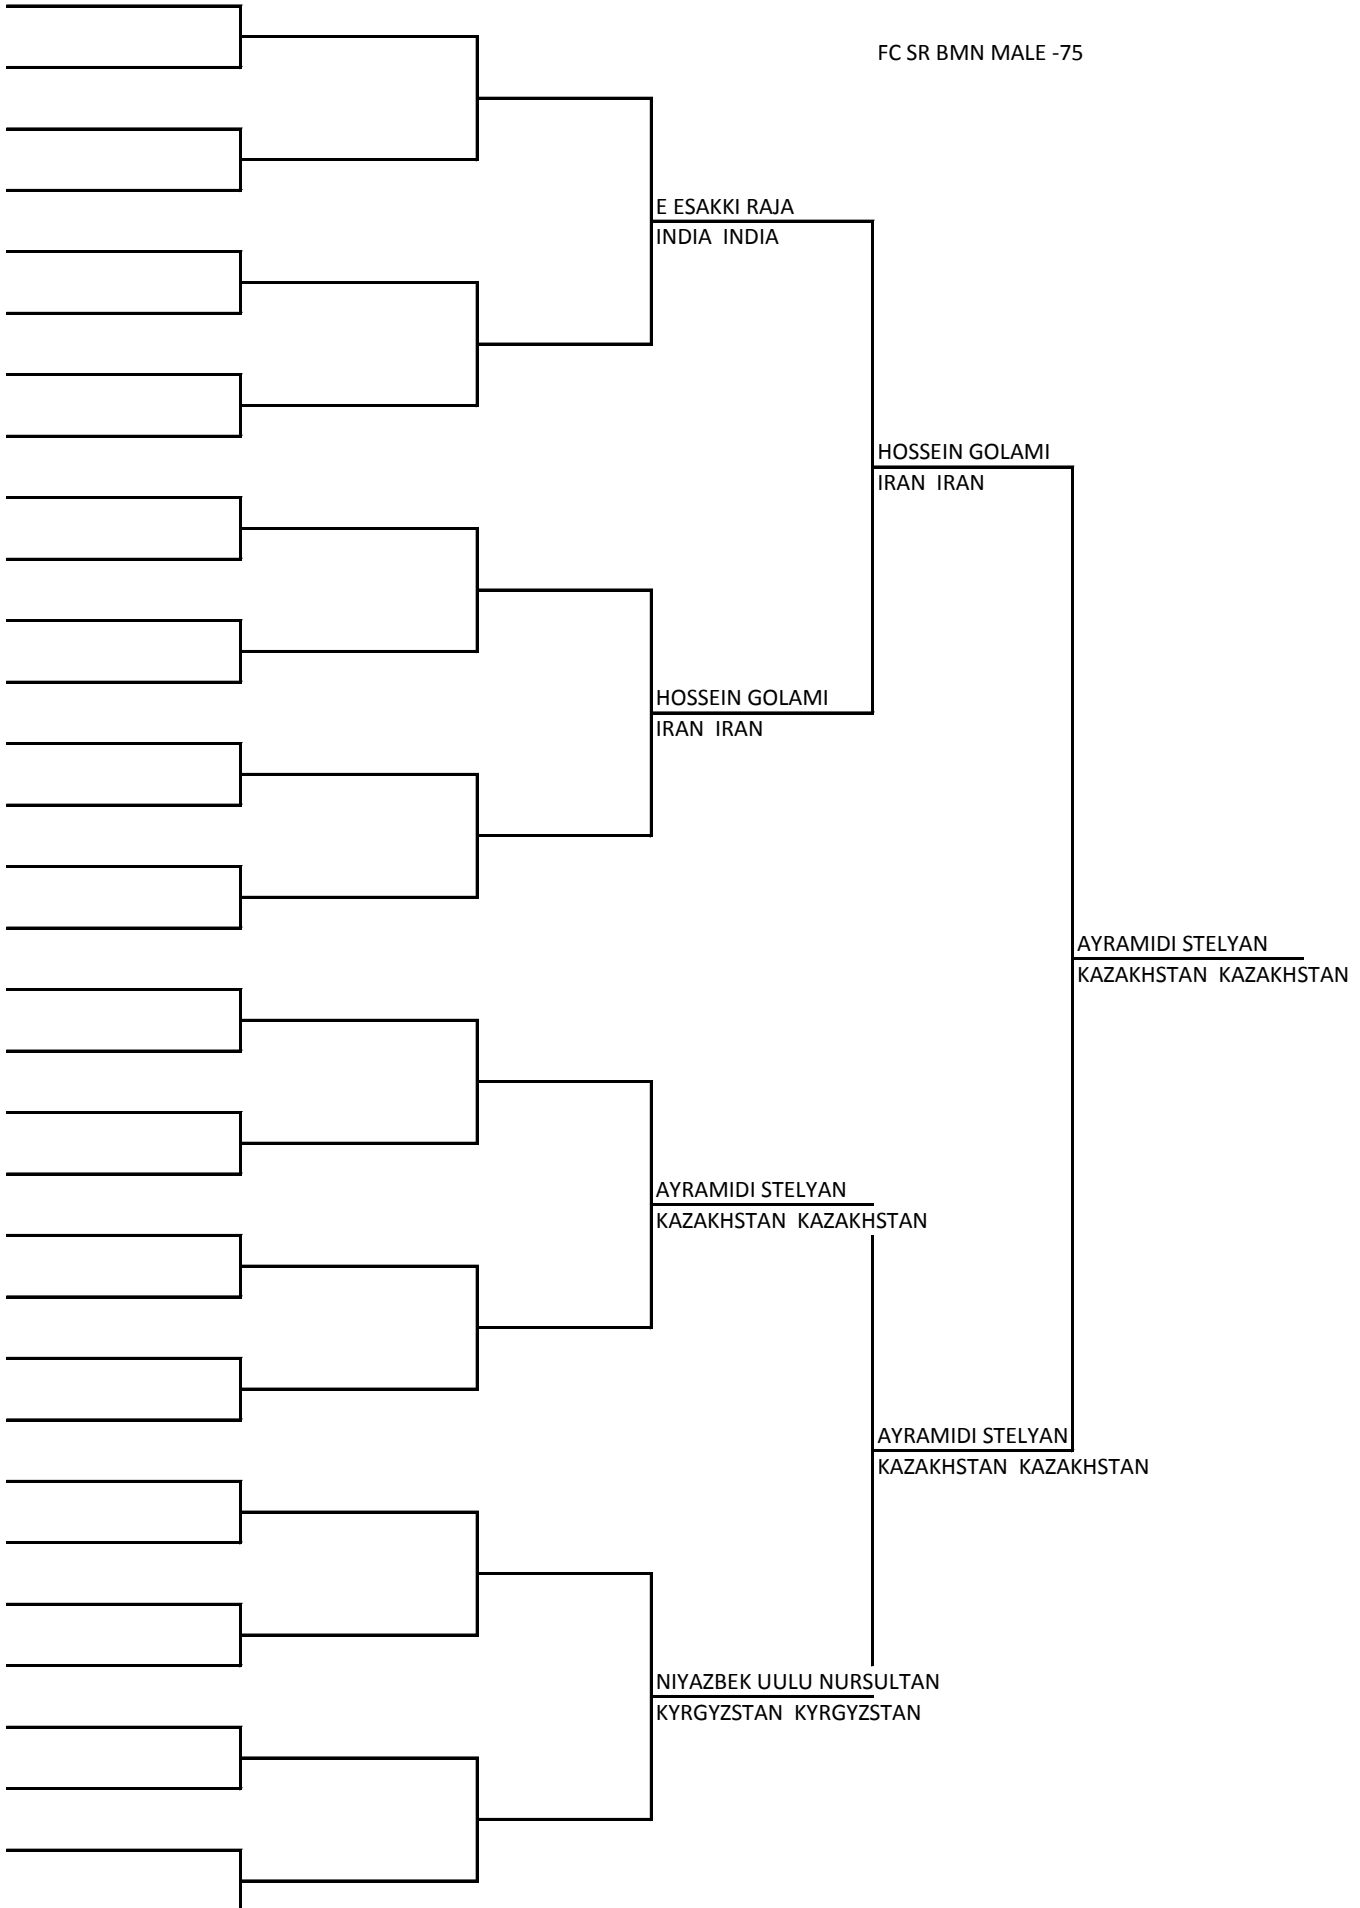 FC SR BMN MALE -75
E ESAKKI RAJA
INDIA  INDIA
HOSSEIN GOLAMI
IRAN  IRAN
HOSSEIN GOLAMI
IRAN  IRAN
AYRAMIDI STELYAN
KAZAKHSTAN  KAZAKHSTAN
AYRAMIDI STELYAN
KAZAKHSTAN  KAZAKHSTAN
AYRAMIDI STELYAN
KAZAKHSTAN  KAZAKHSTAN
NIYAZBEK UULU NURSULTAN
KYRGYZSTAN  KYRGYZSTAN